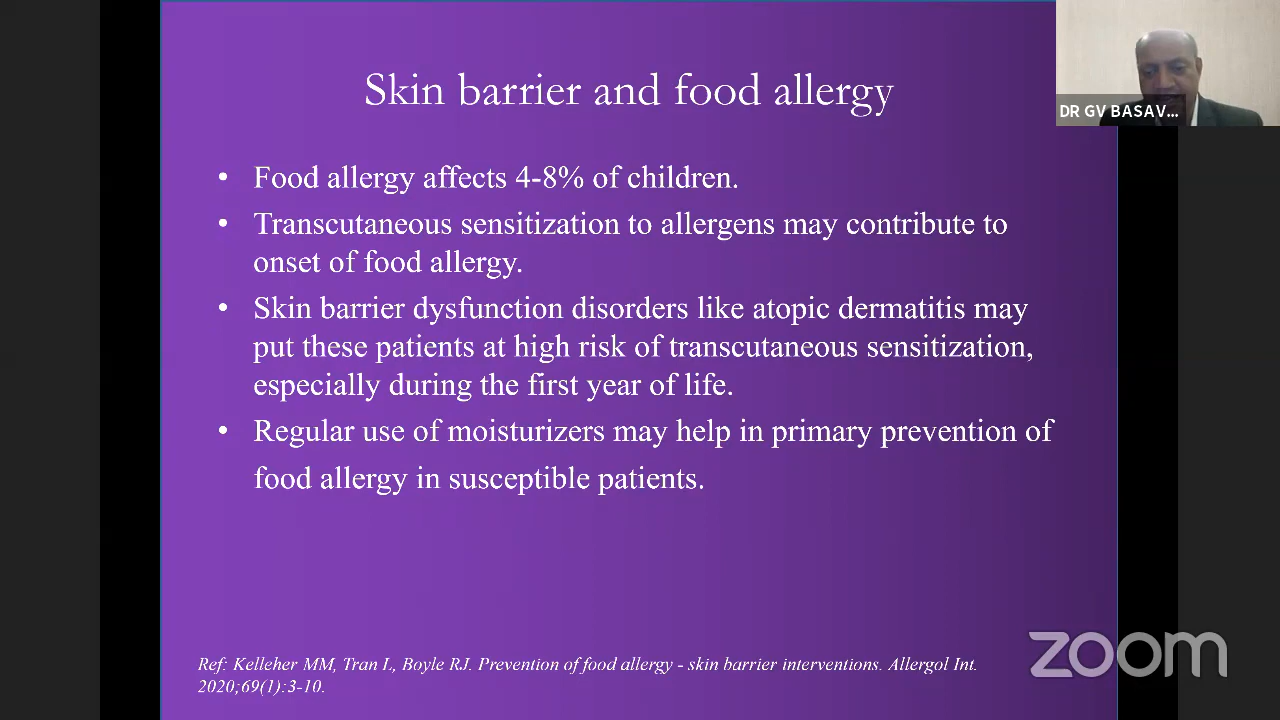 Skin barrier and food allergy
DR GV BASAV...
• Food allergy affects 4-8% of children.
• Transcutaneous sensitization to allergens may contribute to
onset of food allergy.
• Skin barrier dysfunction disorders like atopic dermatitis may
put these patients at high risk of transcutaneous sensitization,
especially during the first year of life.
• Regular use of moisturizers may help in primary prevention of
food allergy in susceptible patients.
Ref: Kelleher MM, Tran L, Boyle RJ. Prevention of food allergy - skin barrier interventions. Allergol Int.
2020;69(1):3-10.
zoom